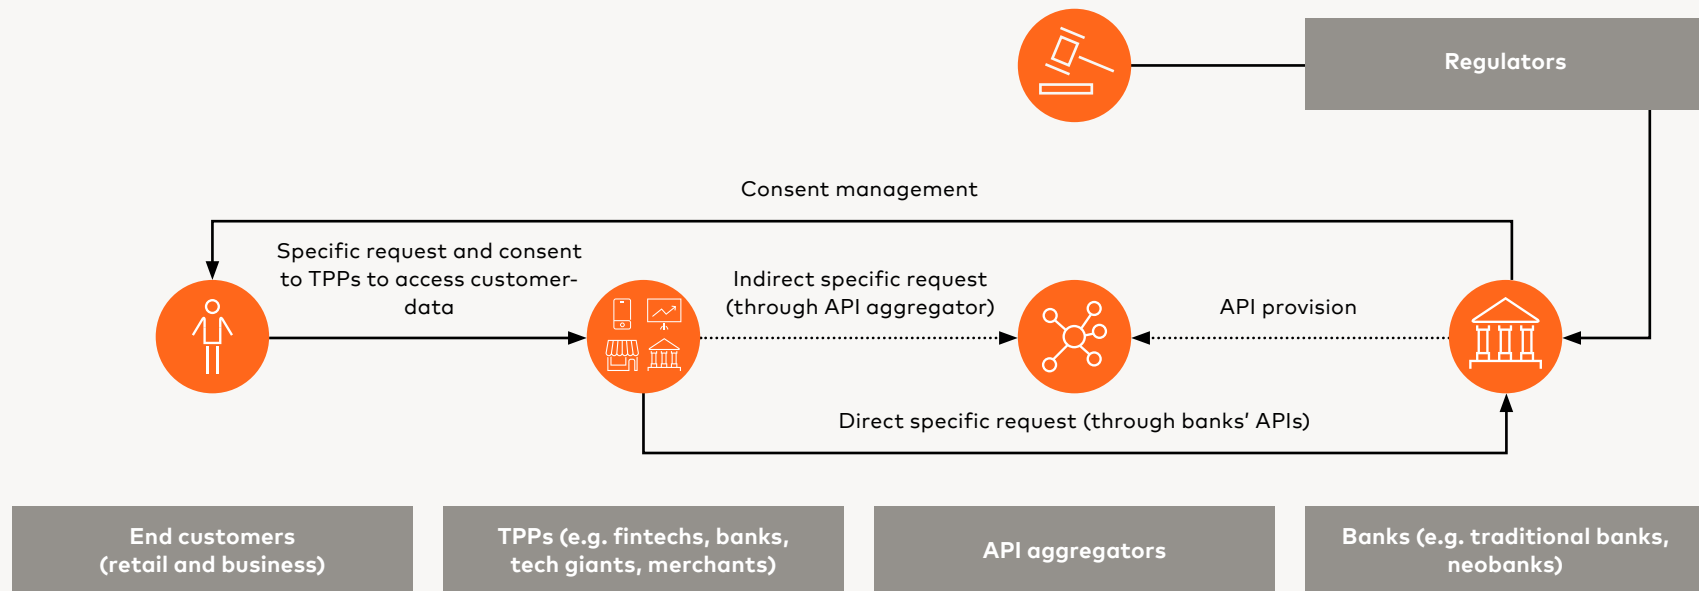 Regulators
Consent management
Specific request and consent
to TPPs to access customer-
data
Indirect specific request
(through API aggregator)
API provision
Direct specific request (through banks’ APIs)
End customers
(retail and business)
TPPs (e.g. fintechs, banks,
tech giants, merchants)
API aggregators
Banks (e.g. traditional banks,
neobanks)